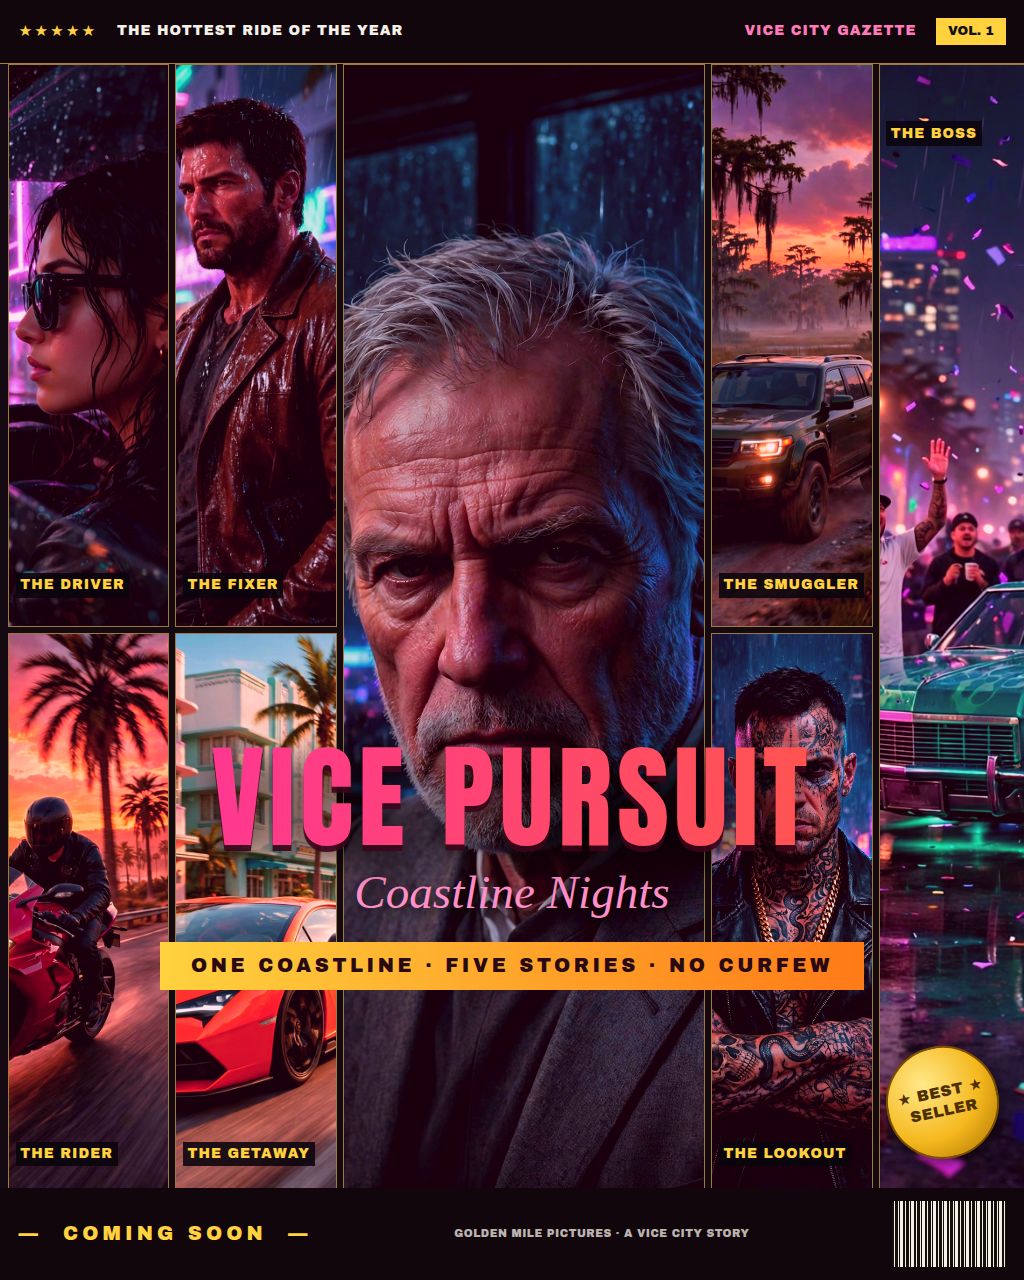 ★★★★★ THE HOTTEST RIDE OF THE YEAR
VICE CITY GAZETTE
VOL. 1
THE BOSS
THE DRIVER
THE FIXER
THE SMUGGLER
VICE PURSUIT
Coastline Nights
ONE COASTLINE · FIVE STORIES · NO CURFEW
★ BEST ★
SELLER
THE RIDER
THE GETAWAY
THE LOOKOUT
— COMING SOON —
GOLDEN MILE PICTURES · A VICE CITY STORY